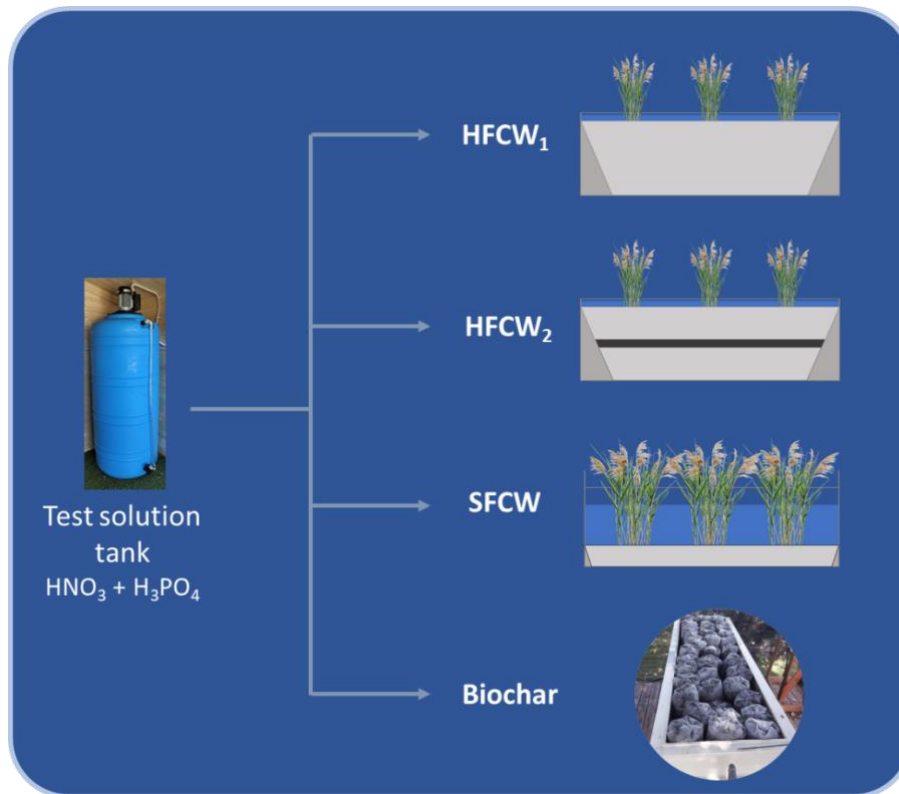 HFCW₁
HFCW₂
Test solution
tank
HNO₃ + H₃PO₄
SFCW
Biochar